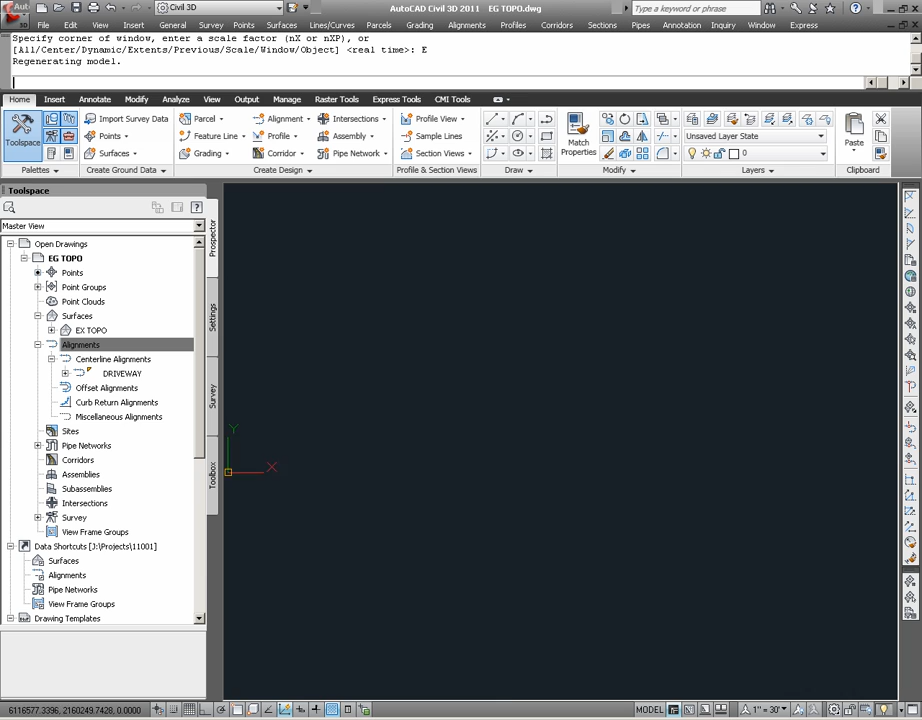 Civil 3D
AutoCAD Civil 3D 2011 EG TOPO.dwg
Type a keyword or phrase
File Edit View Insert General Survey Points Surfaces Lines/Curves Parcels Grading Alignments Profiles Corridors Sections Pipes Annotation Inquiry Window Express
Specify corner of window, enter a scale factor (nX or nXP), or
[All/Center/Dynamic/Extents/Previous/Scale/Window/Object] <real time>: E
Regenerating model.
Home Insert Annotate Modify Analyze View Output Manage Raster Tools Express Tools CMI Tools
Import Survey Data Parcel Alignment Intersections Profile View
Points Feature Line Profile Assembly Sample Lines Unsaved Layer State
Toolspace Match Properties Paste
Surfaces Grading Corridor Pipe Network Section Views 0
Palettes Create Ground Data Create Design Profile & Section Views Draw Modify Layers Clipboard
Toolspace
Master View
Open Drawings
EG TOPO
Points
Point Groups
Point Clouds
Surfaces
EX TOPO
Alignments
Centerline Alignments
DRIVEWAY
Offset Alignments
Curb Return Alignments
Miscellaneous Alignments
Sites
Pipe Networks
Corridors
Assemblies
Subassemblies
Intersections
Survey
View Frame Groups
Data Shortcuts [J:\Projects\11001]
Surfaces
Alignments
Pipe Networks
View Frame Groups
Drawing Templates
Prospector
Settings
Survey
Toolbox
Y
X
6116577.3396, 2160249.7428, 0.0000
MODEL
1" = 30'